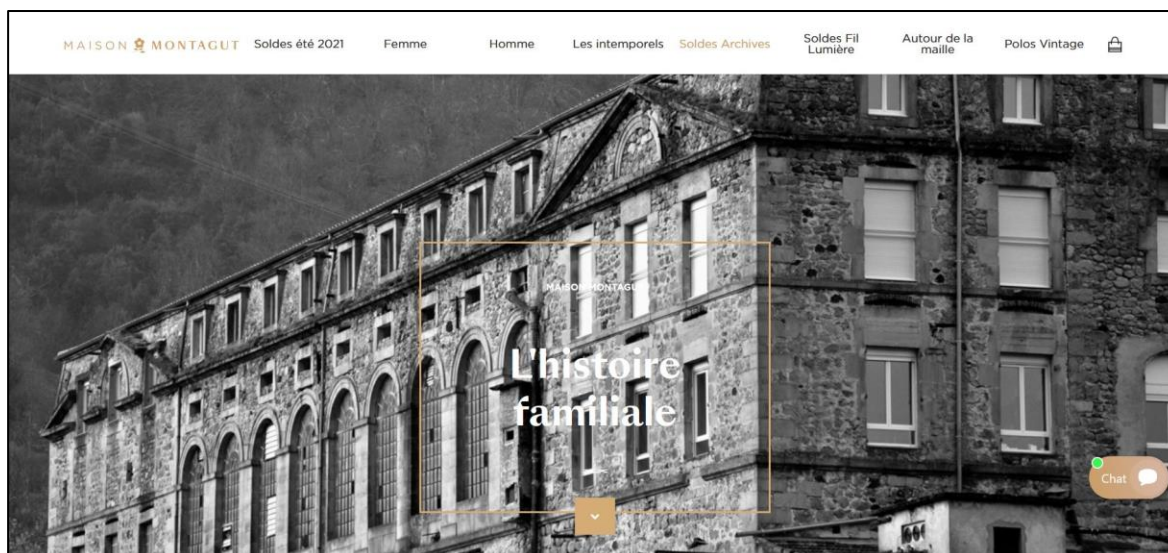 MAISON MONTAGUT
Soldes été 2021
Femme
Homme
Les intemporels
Soldes Archives
Soldes Fil
Lumière
Autour de la
maille
Polos Vintage
MAISON MONTAGUT
L'histoire
familiale
Chat